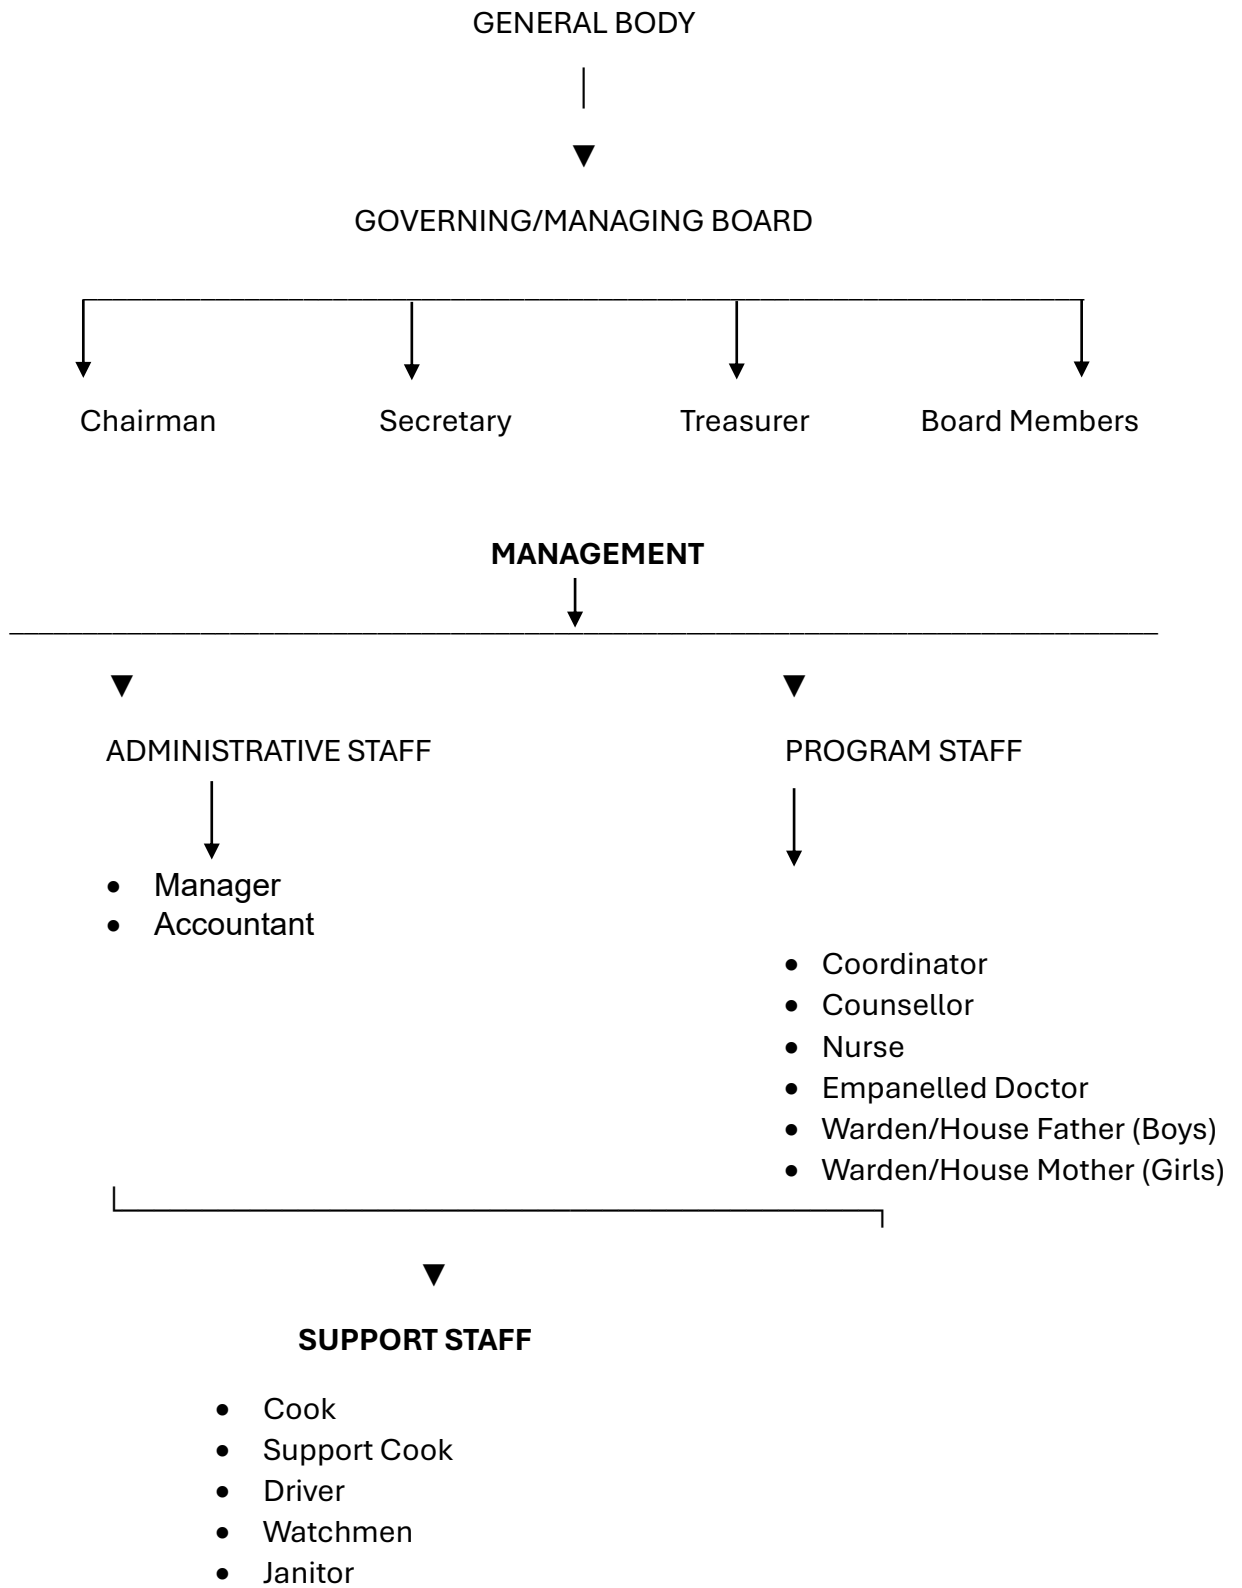 GENERAL BODY
GOVERNING/MANAGING BOARD
Chairman Secretary Treasurer Board Members
MANAGEMENT
ADMINISTRATIVE STAFF PROGRAM STAFF
• Manager
• Accountant
• Coordinator
• Counsellor
• Nurse
• Empanelled Doctor
• Warden/House Father (Boys)
• Warden/House Mother (Girls)
SUPPORT STAFF
• Cook
• Support Cook
• Driver
• Watchmen
• Janitor